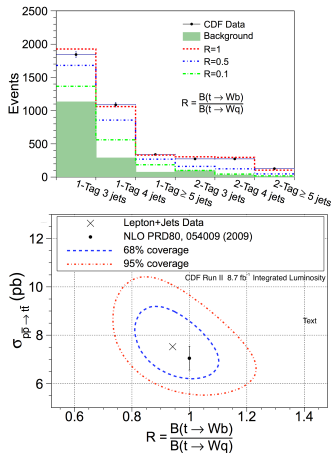 2500
2000
1500
1000
500
0
Events
CDF Data
Background
R=1
R=0.5
R=0.1
R = B(t → Wb)
B(t → Wq)
1-Tag 3 jets
1-Tag 4 jets
1-Tag ≥ 5 jets
2-Tag 3 jets
2-Tag 4 jets
2-Tag ≥ 5 jets
Lepton+Jets Data
NLO PRD80, 054009 (2009)
68% coverage
95% coverage
CDF Run II 8.7 fb⁻¹ Integrated Luminosity
Text
12
10
8
6
σ pp̅→tt̅ (pb)
0.6
0.8
1
1.2
1.4
R = B(t → Wb)
B(t → Wq)